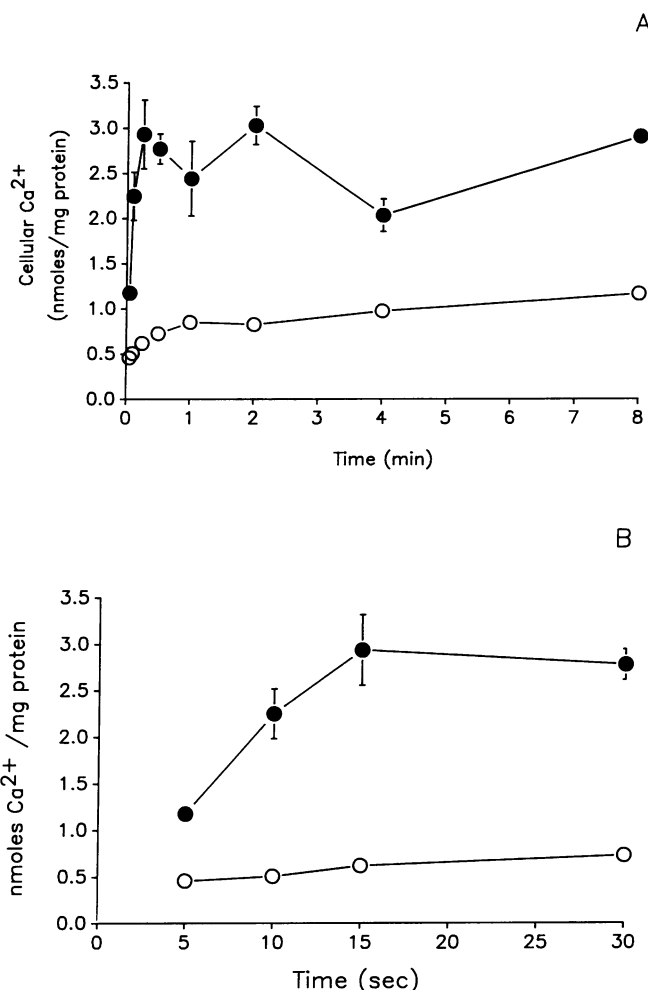 A
Cellular Ca2+
(nmoles/mg protein)
3.5
3.0
2.5
2.0
1.5
1.0
0.5
0.0
0 1 2 3 4 5 6 7 8
Time (min)
B
nmoles Ca2+ /mg protein
3.5
3.0
2.5
2.0
1.5
1.0
0.5
0.0
0 5 10 15 20 25 30
Time (sec)